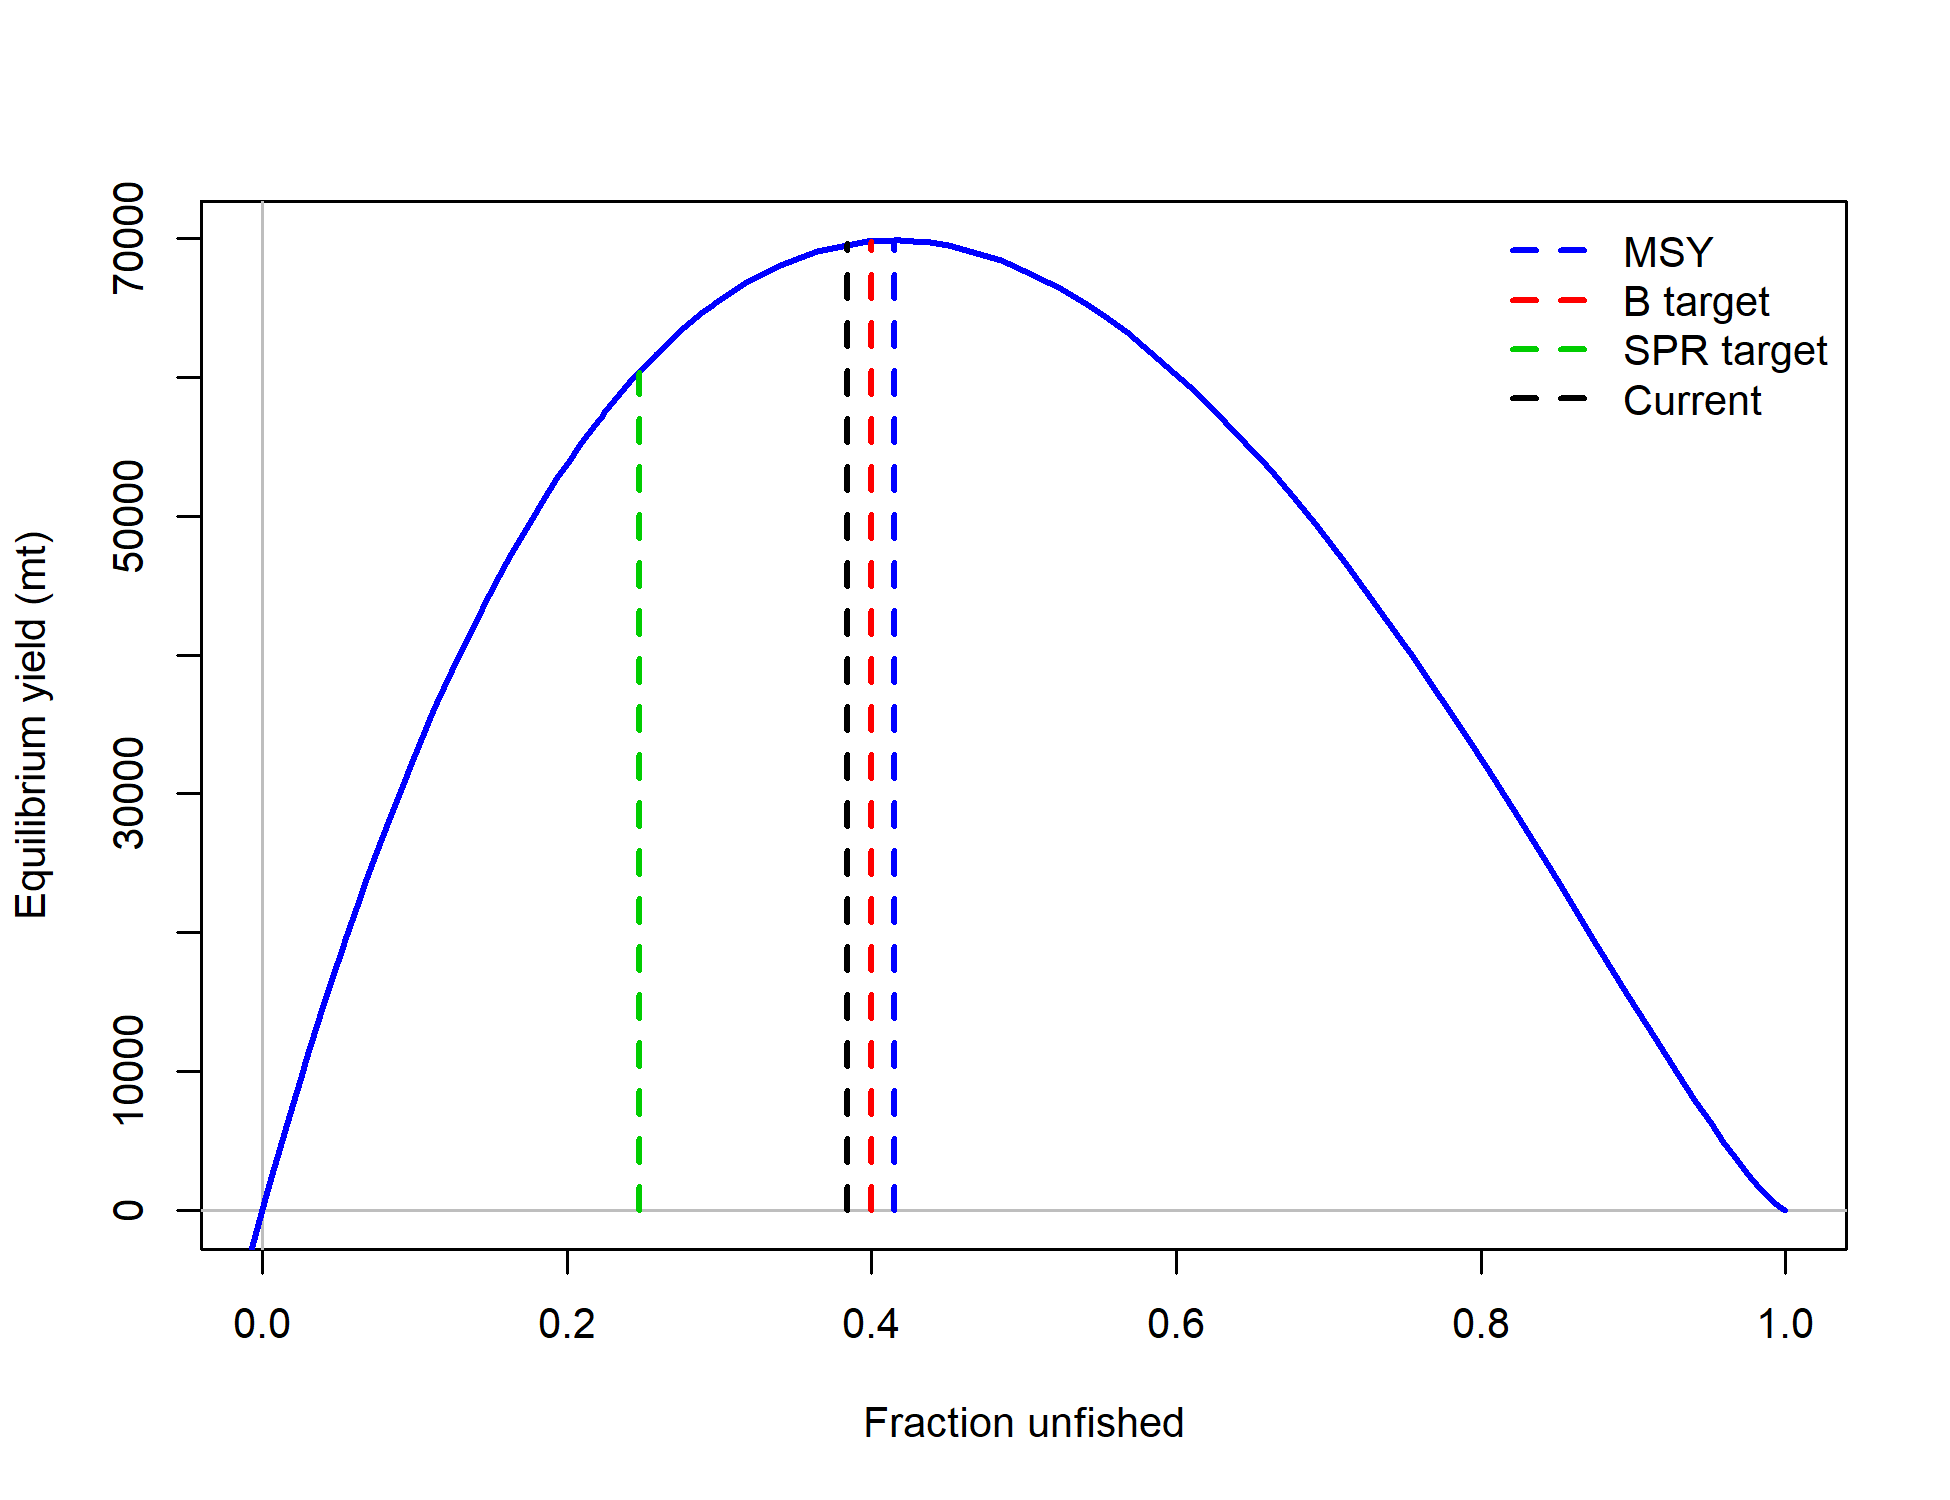 MSY
B target
SPR target
Current
70000
50000
30000
10000
0
Equilibrium yield (mt)
0.0 0.2 0.4 0.6 0.8 1.0
Fraction unfished